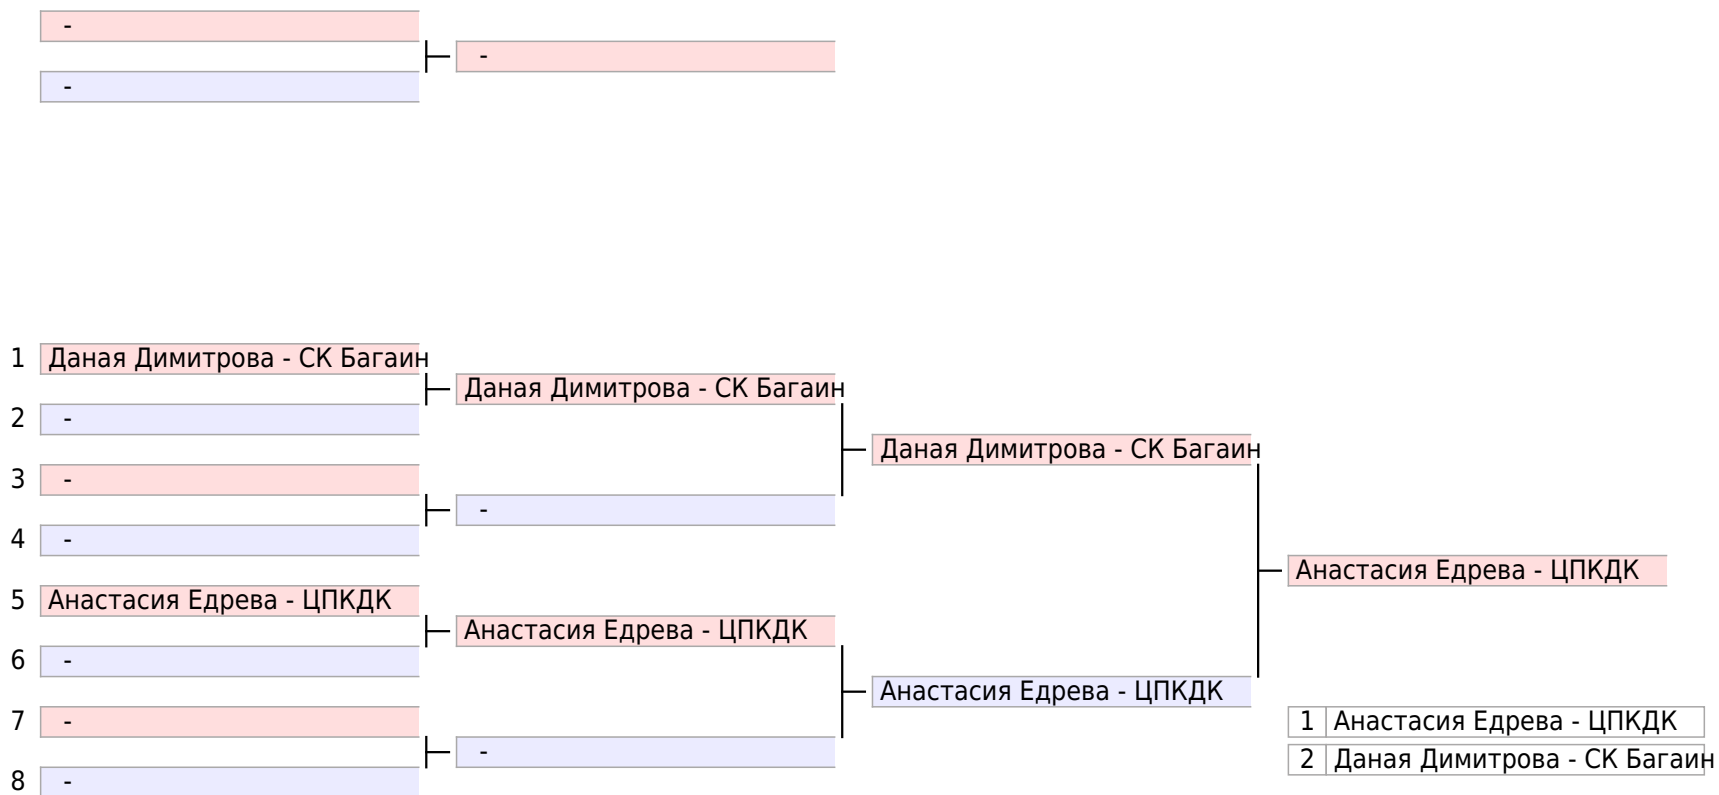 -
-
-
1 Даная Димитрова - СК Багаин
Даная Димитрова - СК Багаин
2 -
Даная Димитрова - СК Багаин
3 -
-
4 -
Анастасия Едрева - ЦПКДК
5 Анастасия Едрева - ЦПКДК
Анастасия Едрева - ЦПКДК
6 -
Анастасия Едрева - ЦПКДК
7 -
1 Анастасия Едрева - ЦПКДК
-
2 Даная Димитрова - СК Багаин
8 -